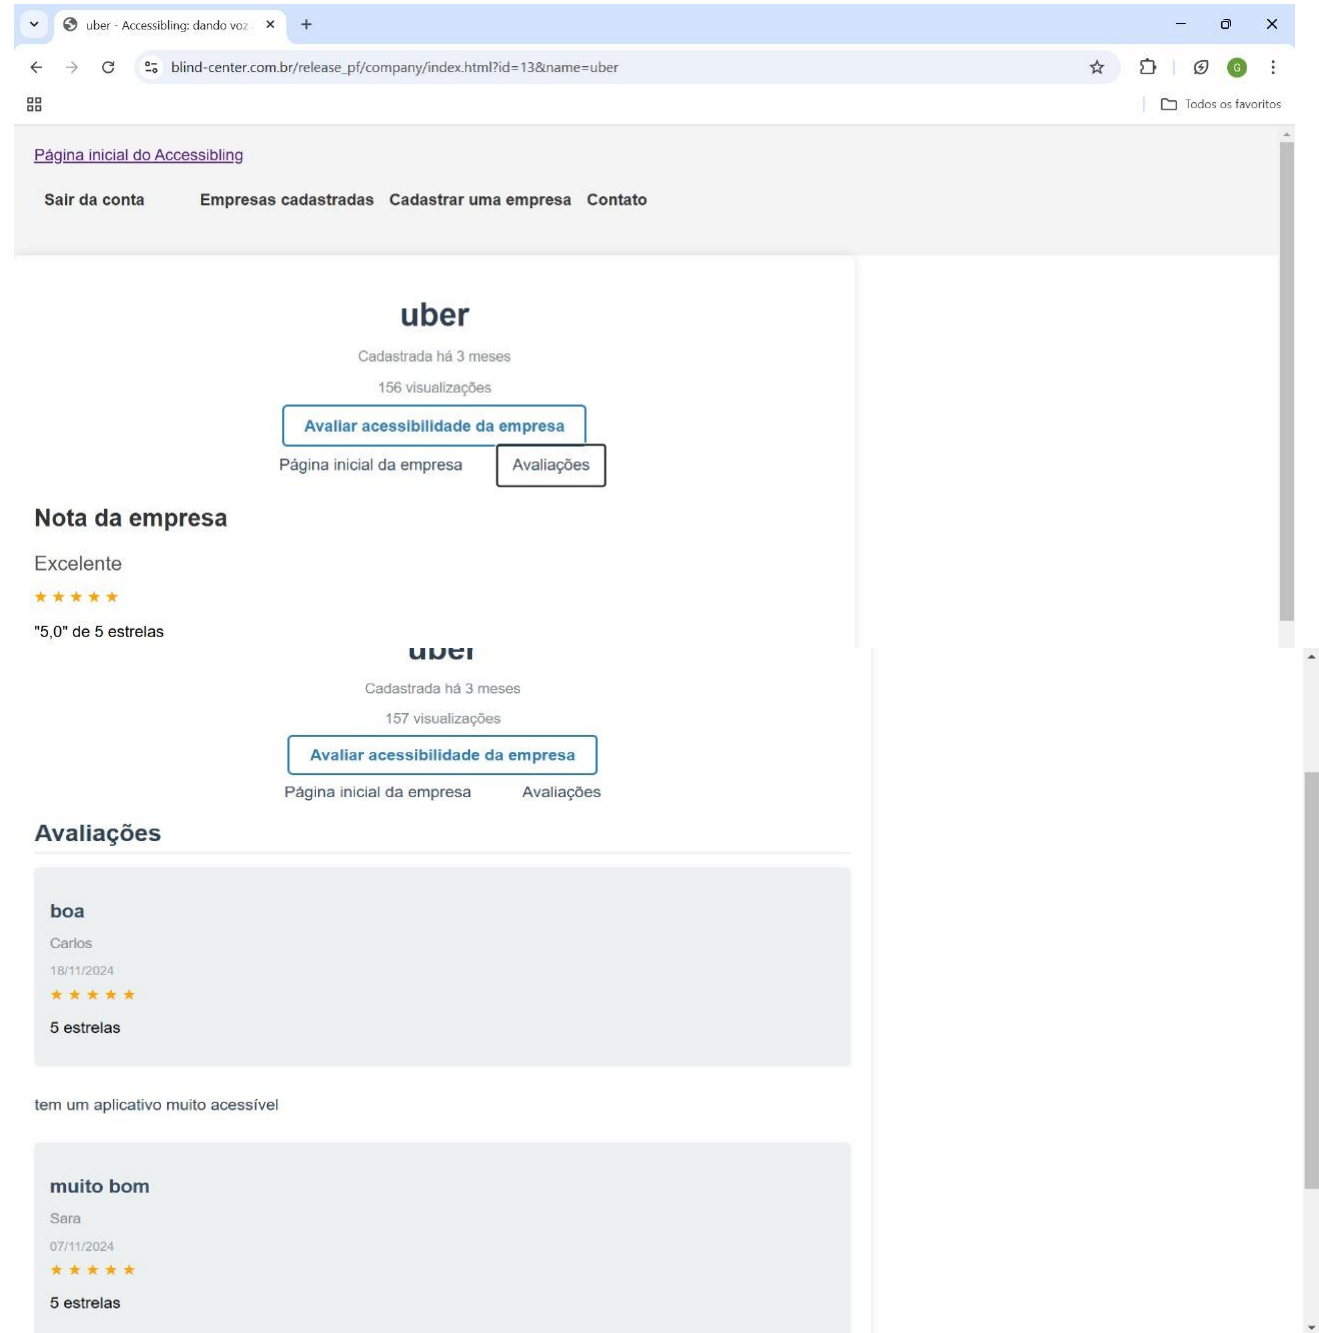 uber - Accessibling: dando voz
blind-center.com.br/release_pf/company/index.html?id=13&name=uber
G
Todos os favoritos
Página inicial do Accessibling
Sair da conta Empresas cadastradas Cadastrar uma empresa Contato
uber
Cadastrada há 3 meses
156 visualizações
Avaliar acessibilidade da empresa
Página inicial da empresa Avaliações
Nota da empresa
Excelente
★★★★★
"5,0" de 5 estrelas
uber
Cadastrada há 3 meses
157 visualizações
Avaliar acessibilidade da empresa
Página inicial da empresa Avaliações
Avaliações
boa
Carlos
18/11/2024
★★★★★
5 estrelas
tem um aplicativo muito acessível
muito bom
Sara
07/11/2024
★★★★★
5 estrelas